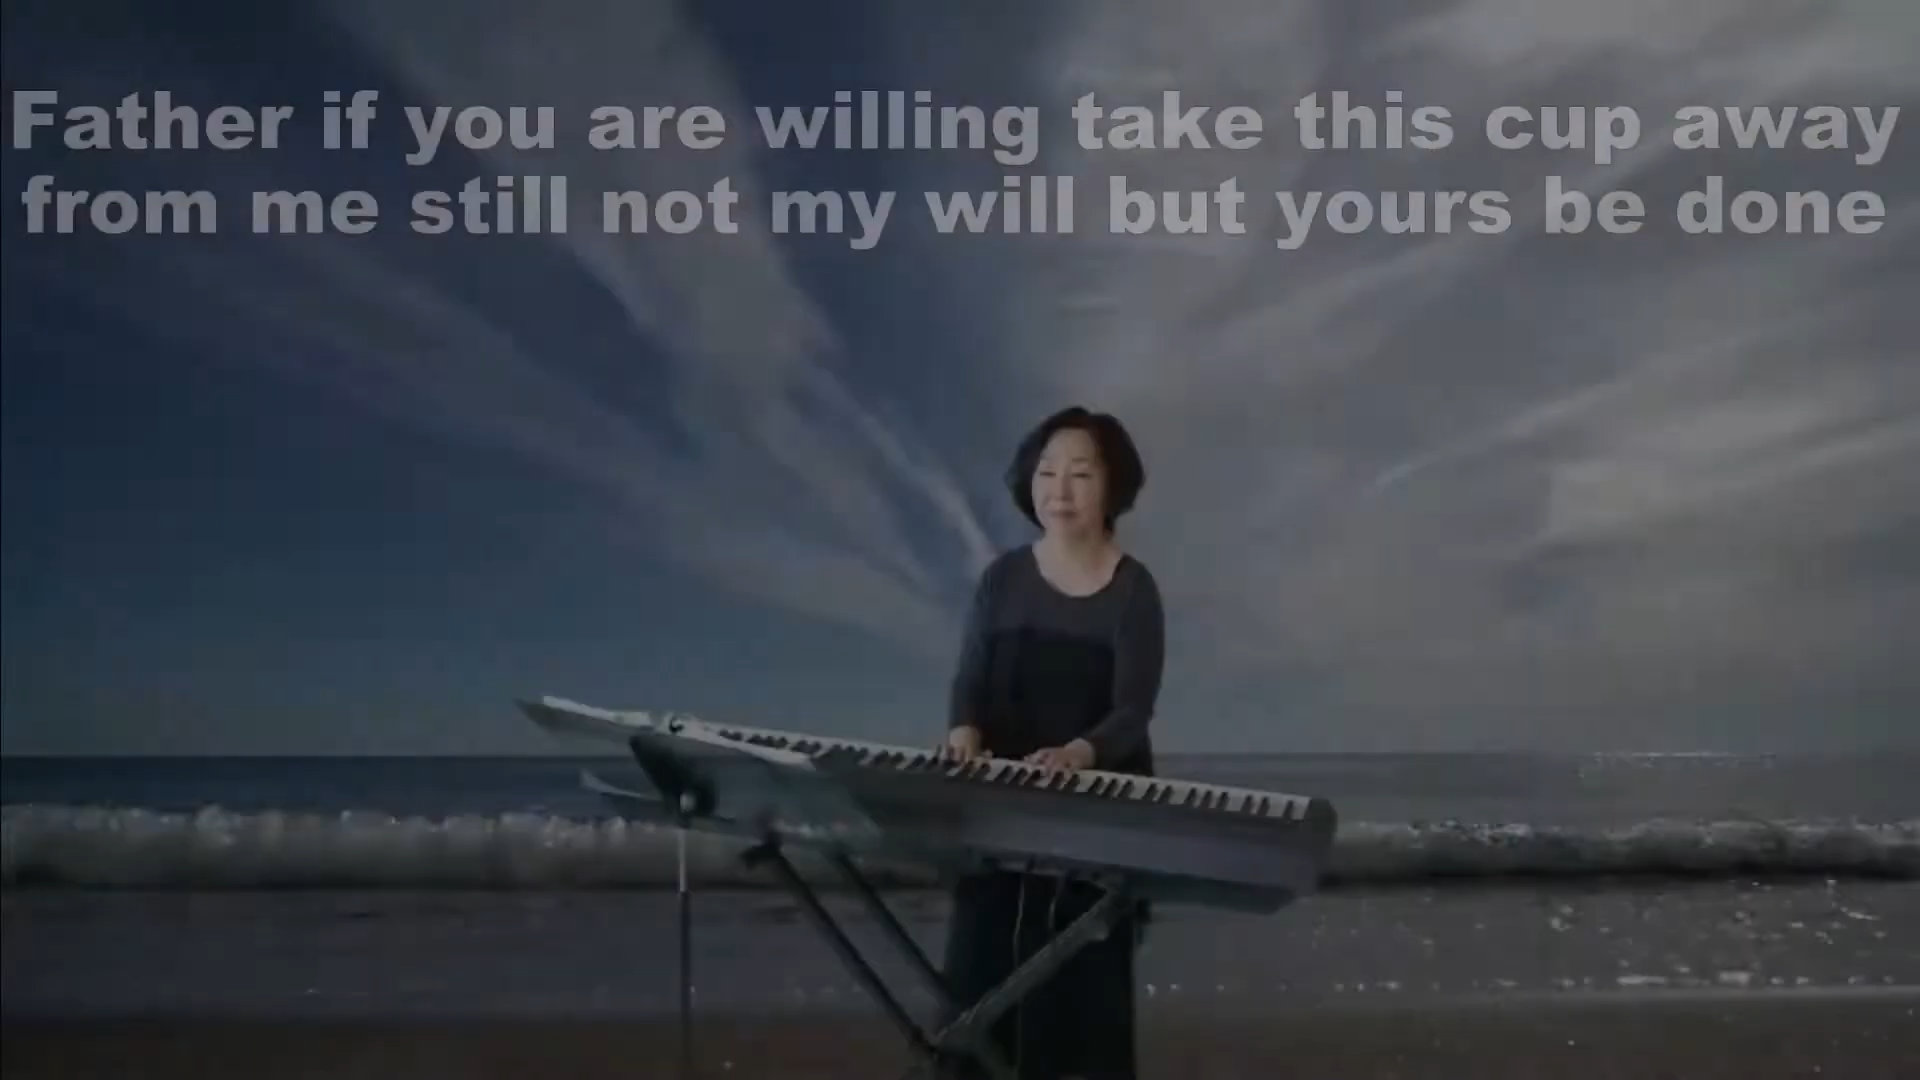 Father if you are willing take this cup away
from me still not my will but yours be done